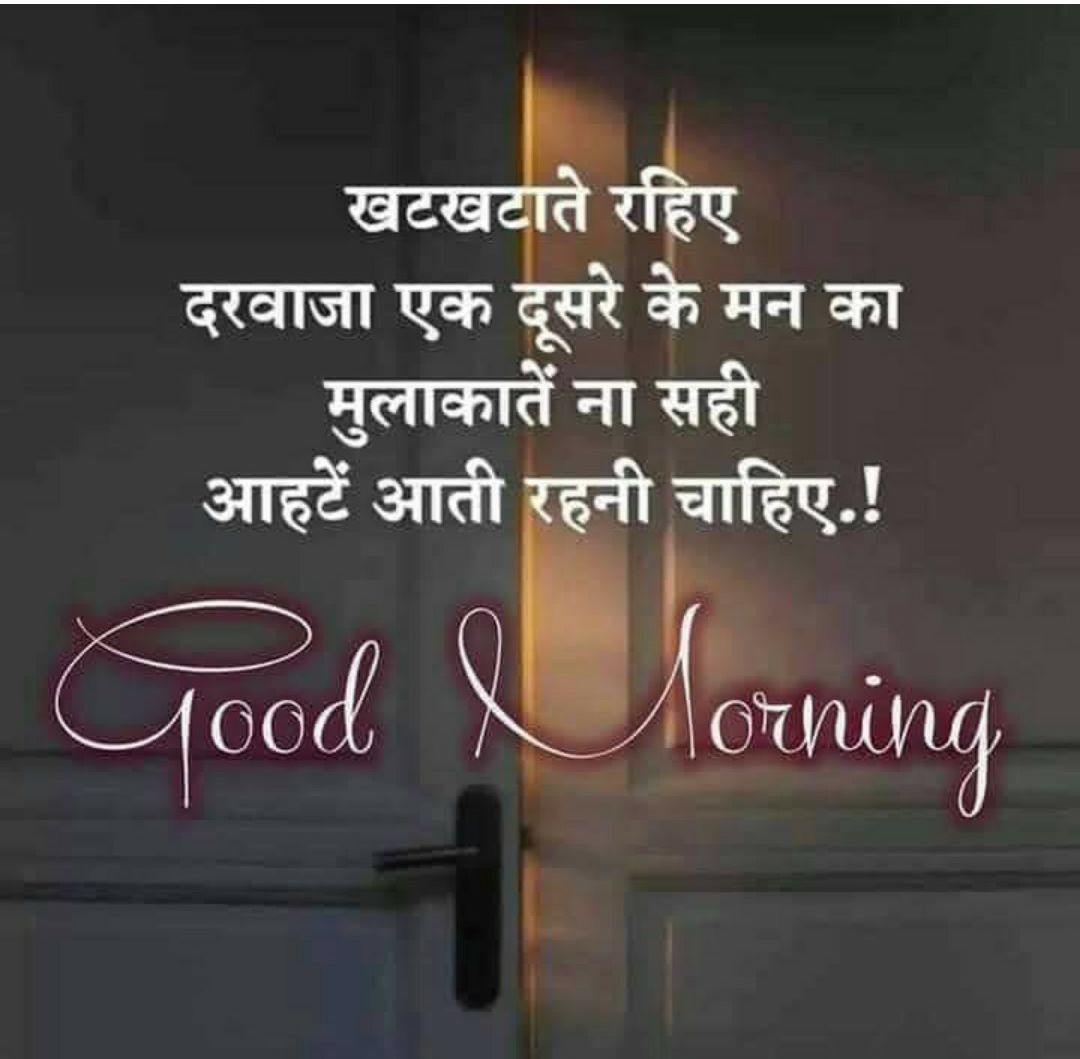 खटखटाते रहिए
दरवाजा एक दूसरे के मन का
मुलाकातें ना सही
आहटें आती रहनी चाहिए.!
Good Morning